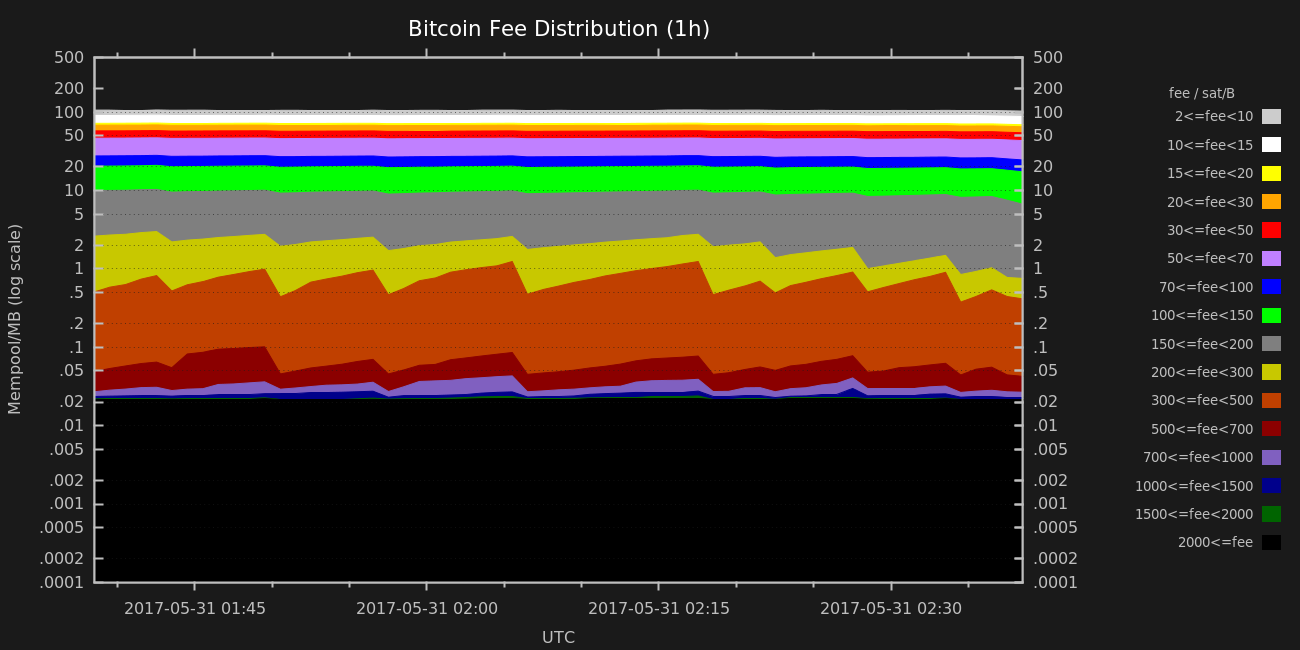 Bitcoin Fee Distribution (1h)
500 500
200 200
100 100
50 50
20 20
10 10
5 5
2 2
1 1
.5 .5
.2 .2
.1 .1
.05 .05
.02 .02
.01 .01
.005 .005
.002 .002
.001 .001
.0005 .0005
.0002 .0002
.0001 .0001
Mempool/MB (log scale)
2017-05-31 01:45 2017-05-31 02:00 2017-05-31 02:15 2017-05-31 02:30
UTC
fee / sat/B
2<=fee<10
10<=fee<15
15<=fee<20
20<=fee<30
30<=fee<50
50<=fee<70
70<=fee<100
100<=fee<150
150<=fee<200
200<=fee<300
300<=fee<500
500<=fee<700
700<=fee<1000
1000<=fee<1500
1500<=fee<2000
2000<=fee